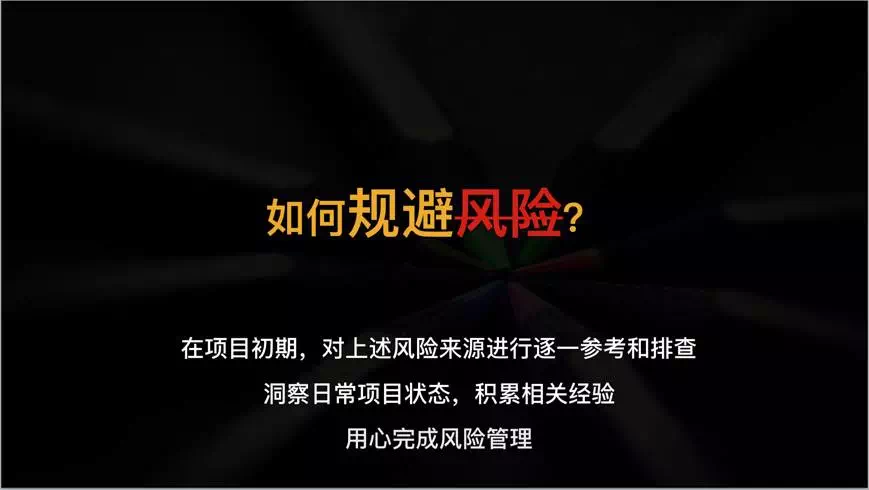 如何规避风险?
在项目初期，对上述风险来源进行逐一参考和排查
洞察日常项目状态，积累相关经验
用心完成风险管理